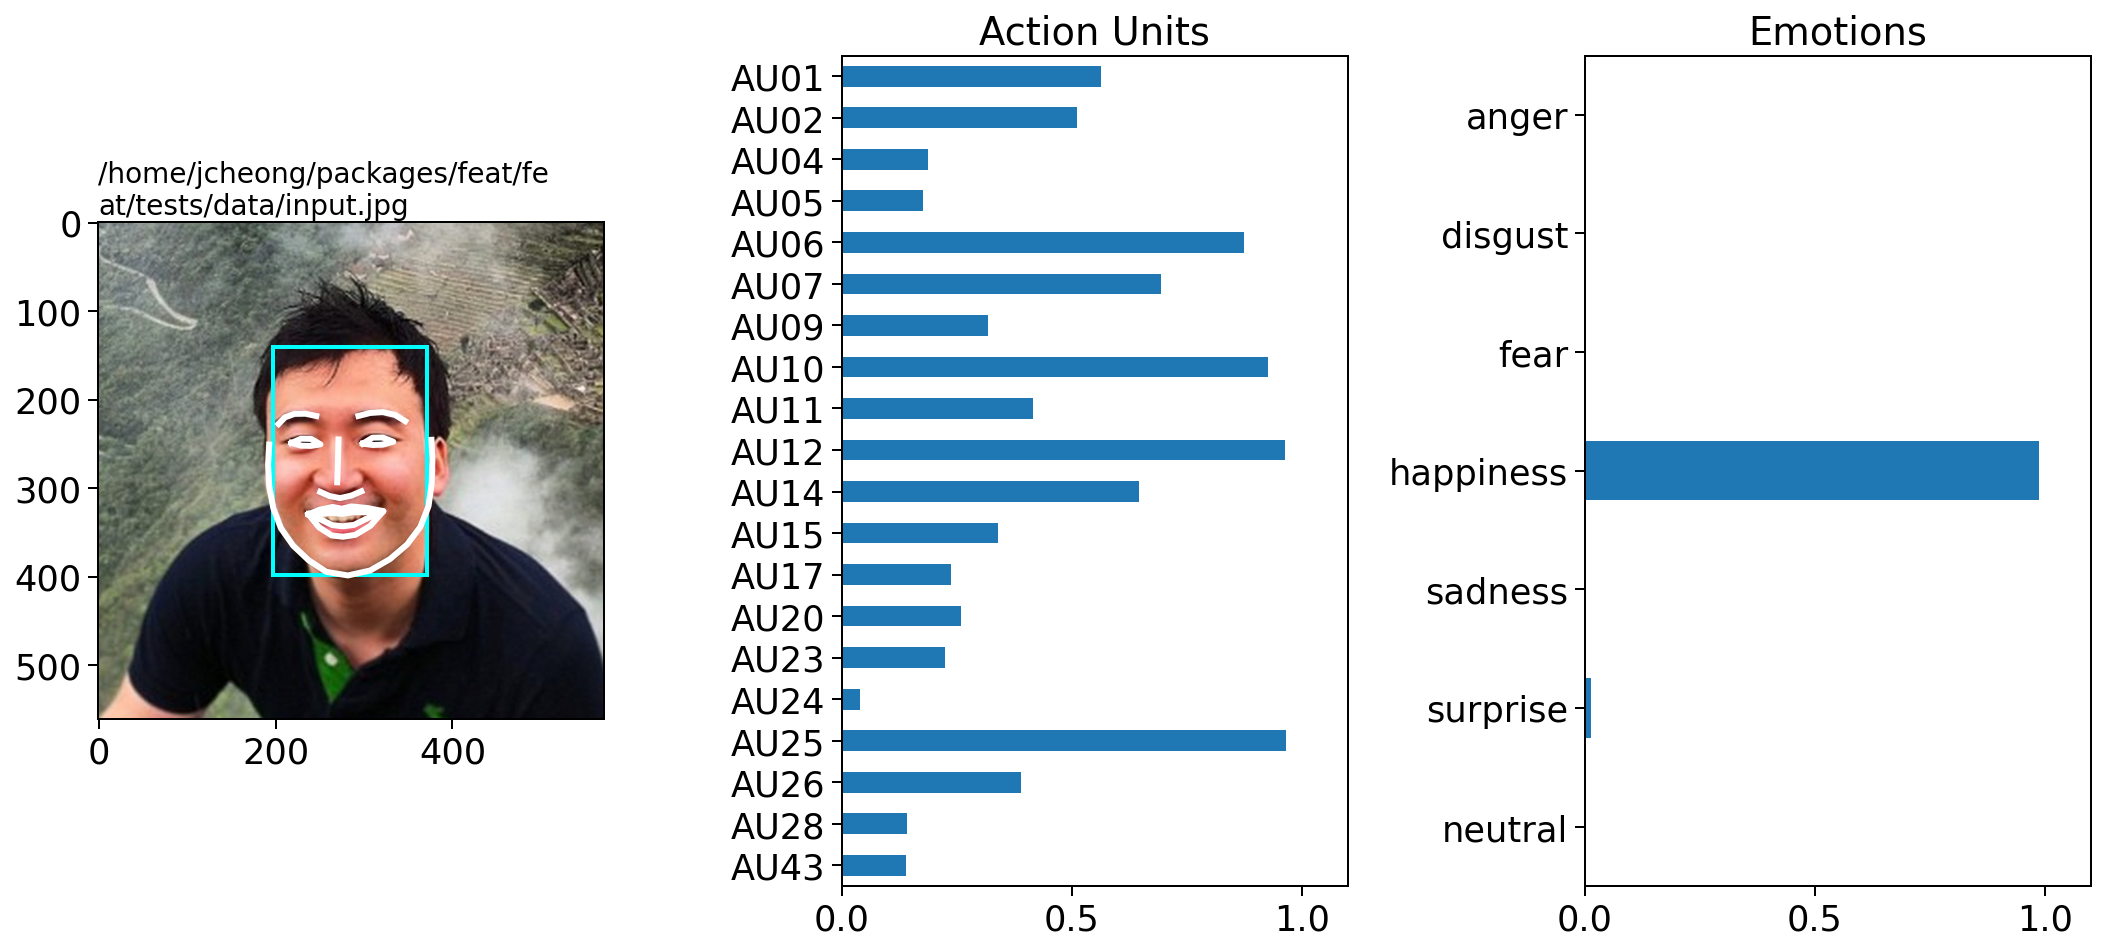 /home/jcheong/packages/feat/fe
at/tests/data/input.jpg
0
100
200
300
400
500
0 200 400
Action Units
AU01
AU02
AU04
AU05
AU06
AU07
AU09
AU10
AU11
AU12
AU14
AU15
AU17
AU20
AU23
AU24
AU25
AU26
AU28
AU43
0.0 0.5 1.0
Emotions
anger
disgust
fear
happiness
sadness
surprise
neutral
0.0 0.5 1.0